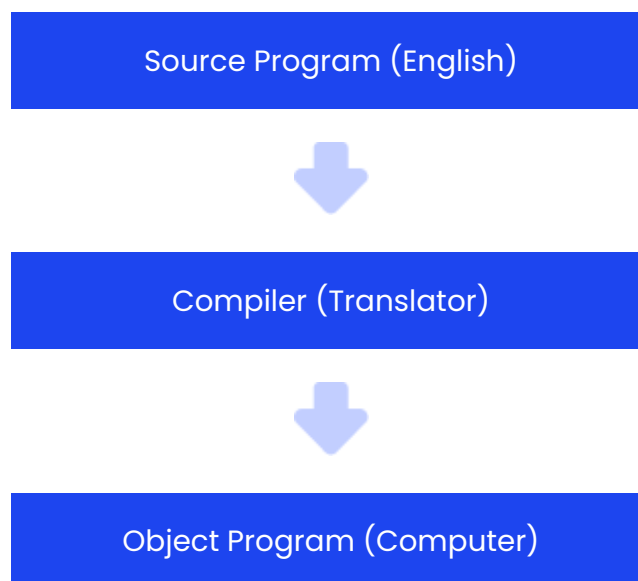 Source Program (English)
Compiler (Translator)
Object Program (Computer)